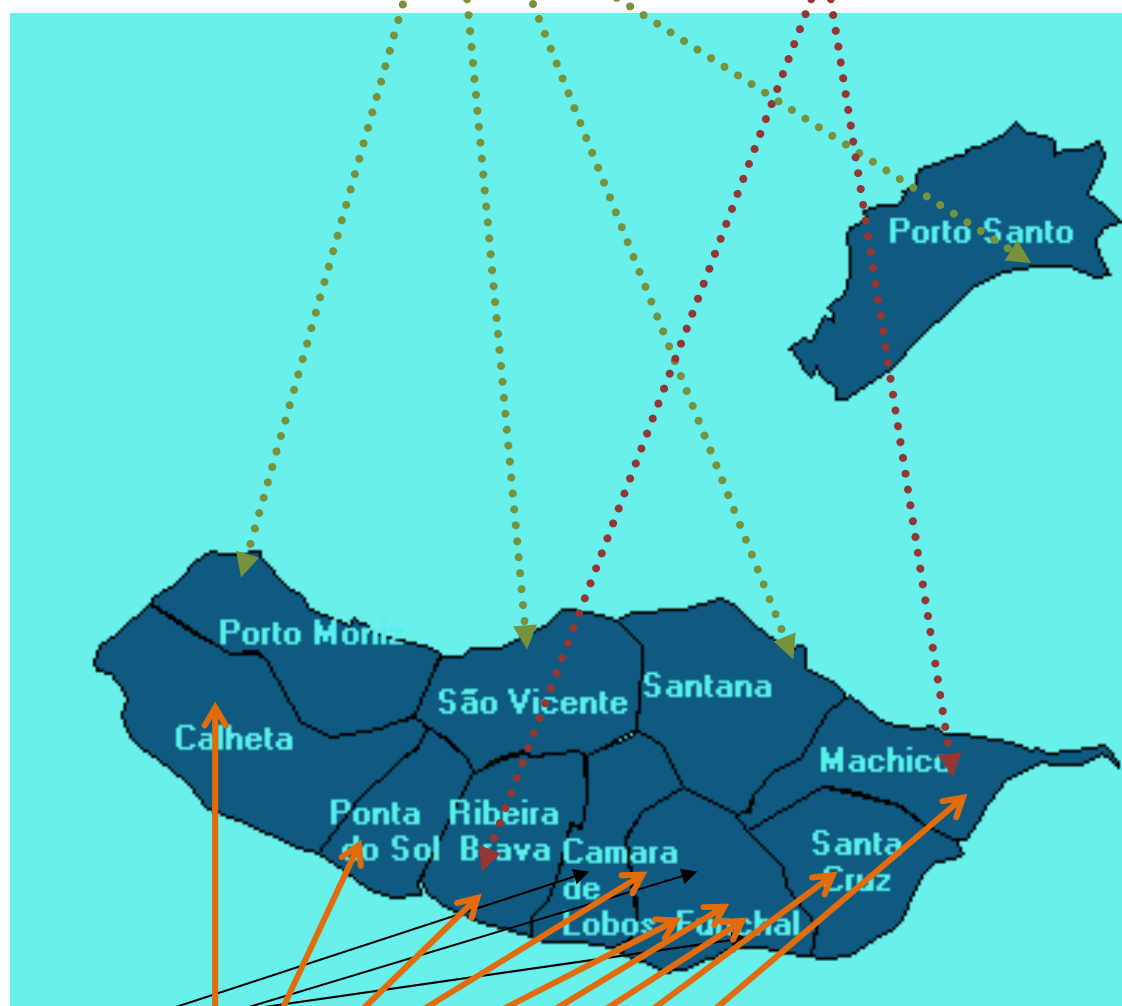 Porto Santo
Porto Moniz
São Vicente
Santana
Calheta
Machico
Ponta
do Sol
Ribeira
Brava
Camara
de
Lobos
Funchal
Santa
Cruz